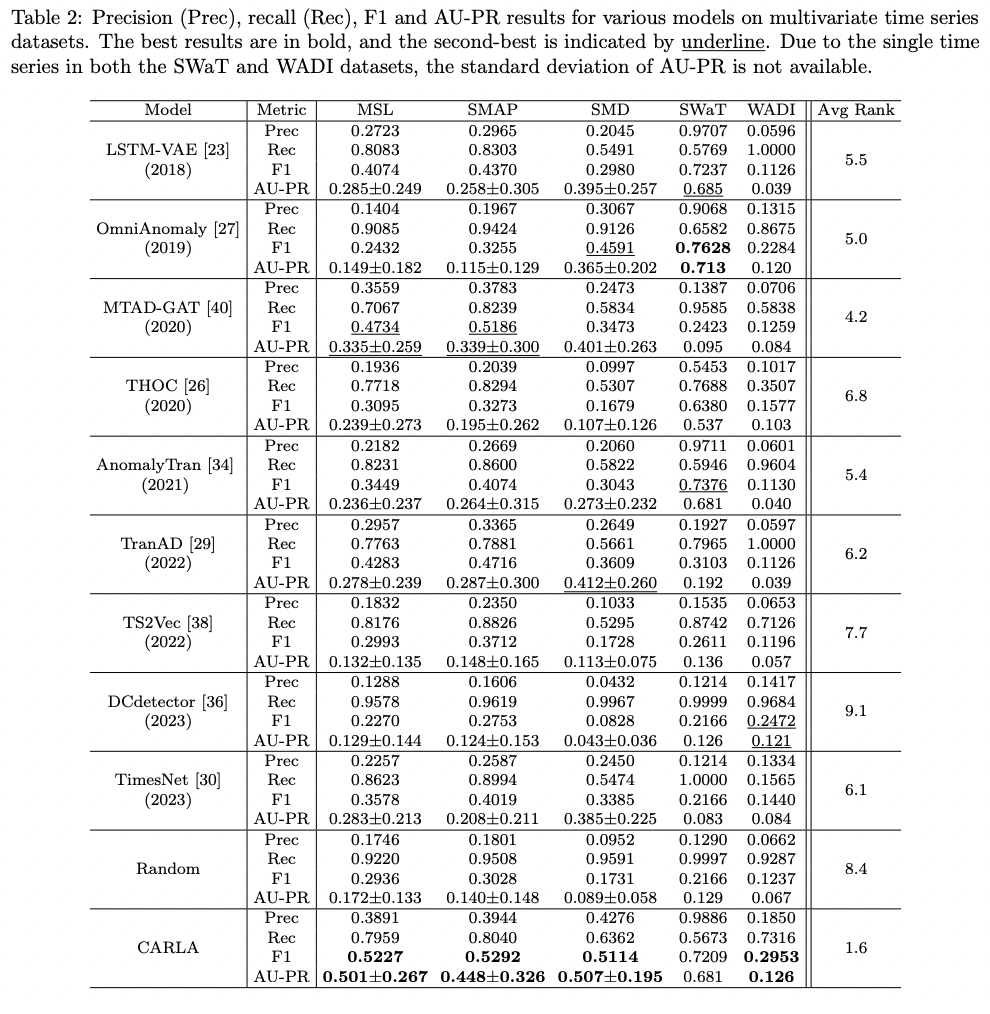 Table 2: Precision (Prec), recall (Rec), F1 and AU-PR results for various models on multivariate time series
datasets. The best results are in bold, and the second-best is indicated by underline. Due to the single time
series in both the SWaT and WADI datasets, the standard deviation of AU-PR is not available.
Model Metric MSL SMAP SMD SWaT WADI Avg Rank
Prec 0.2723 0.2965 0.2045 0.9707 0.0596
LSTM-VAE [23] Rec 0.8083 0.8303 0.5491 0.5769 1.0000 5.5
(2018) F1 0.4074 0.4370 0.2980 0.7237 0.1126
AU-PR 0.285±0.249 0.258±0.305 0.395±0.257 0.685 0.039
Prec 0.1404 0.1967 0.3067 0.9068 0.1315
OmniAnomaly [27] Rec 0.9085 0.9424 0.9126 0.6582 0.8675 5.0
(2019) F1 0.2432 0.3255 0.4591 0.7628 0.2284
AU-PR 0.149±0.182 0.115±0.129 0.365±0.202 0.713 0.120
Prec 0.3559 0.3783 0.2473 0.1387 0.0706
MTAD-GAT [40] Rec 0.7067 0.8239 0.5834 0.9585 0.5838 4.2
(2020) F1 0.4734 0.5186 0.3473 0.2423 0.1259
AU-PR 0.335±0.259 0.339±0.300 0.401±0.263 0.095 0.084
Prec 0.1936 0.2039 0.0997 0.5453 0.1017
THOC [26] Rec 0.7718 0.8294 0.5307 0.7688 0.3507 6.8
(2020) F1 0.3095 0.3273 0.1679 0.6380 0.1577
AU-PR 0.239±0.273 0.195±0.262 0.107±0.126 0.537 0.103
Prec 0.2182 0.2669 0.2060 0.9711 0.0601
AnomalyTran [34] Rec 0.8231 0.8600 0.5822 0.5946 0.9604 5.4
(2021) F1 0.3449 0.4074 0.3043 0.7376 0.1130
AU-PR 0.236±0.237 0.264±0.315 0.273±0.232 0.681 0.040
Prec 0.2957 0.3365 0.2649 0.1927 0.0597
TranAD [29] Rec 0.7763 0.7881 0.5661 0.7965 1.0000 6.2
(2022) F1 0.4283 0.4716 0.3609 0.3103 0.1126
AU-PR 0.278±0.239 0.287±0.300 0.412±0.260 0.192 0.039
Prec 0.1832 0.2350 0.1033 0.1535 0.0653
TS2Vec [38] Rec 0.8176 0.8826 0.5295 0.8742 0.7126 7.7
(2022) F1 0.2993 0.3712 0.1728 0.2611 0.1196
AU-PR 0.132±0.135 0.148±0.165 0.113±0.075 0.136 0.057
Prec 0.1288 0.1606 0.0432 0.1214 0.1417
DCdetector [36] Rec 0.9578 0.9619 0.9967 0.9999 0.9684 9.1
(2023) F1 0.2270 0.2753 0.0828 0.2166 0.2472
AU-PR 0.129±0.144 0.124±0.153 0.043±0.036 0.126 0.121
Prec 0.2257 0.2587 0.2450 0.1214 0.1334
TimesNet [30] Rec 0.8623 0.8994 0.5474 1.0000 0.1565 6.1
(2023) F1 0.3578 0.4019 0.3385 0.2166 0.1440
AU-PR 0.283±0.213 0.208±0.211 0.385±0.225 0.083 0.084
Prec 0.1746 0.1801 0.0952 0.1290 0.0662
Random Rec 0.9220 0.9508 0.9591 0.9997 0.9287 8.4
F1 0.2936 0.3028 0.1731 0.2166 0.1237
AU-PR 0.172±0.133 0.140±0.148 0.089±0.058 0.129 0.067
Prec 0.3891 0.3944 0.4276 0.9886 0.1850
CARLA Rec 0.7959 0.8040 0.6362 0.5673 0.7316 1.6
F1 0.5227 0.5292 0.5114 0.7209 0.2953
AU-PR 0.501±0.267 0.448±0.326 0.507±0.195 0.681 0.126